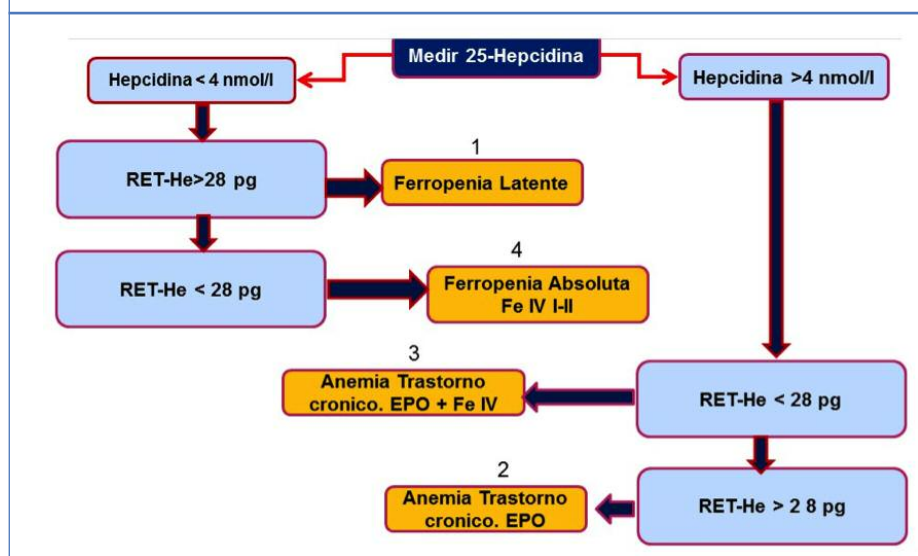 Medir 25-Hepcidina
Hepcidina < 4 nmol/l
Hepcidina >4 nmol/l
1
RET-He>28 pg
Ferropenia Latente
4
RET-He < 28 pg
Ferropenia Absoluta
Fe IV I-II
3
Anemia Trastorno
cronico. EPO + Fe IV
RET-He < 28 pg
2
Anemia Trastorno
cronico. EPO
RET-He > 2 8 pg